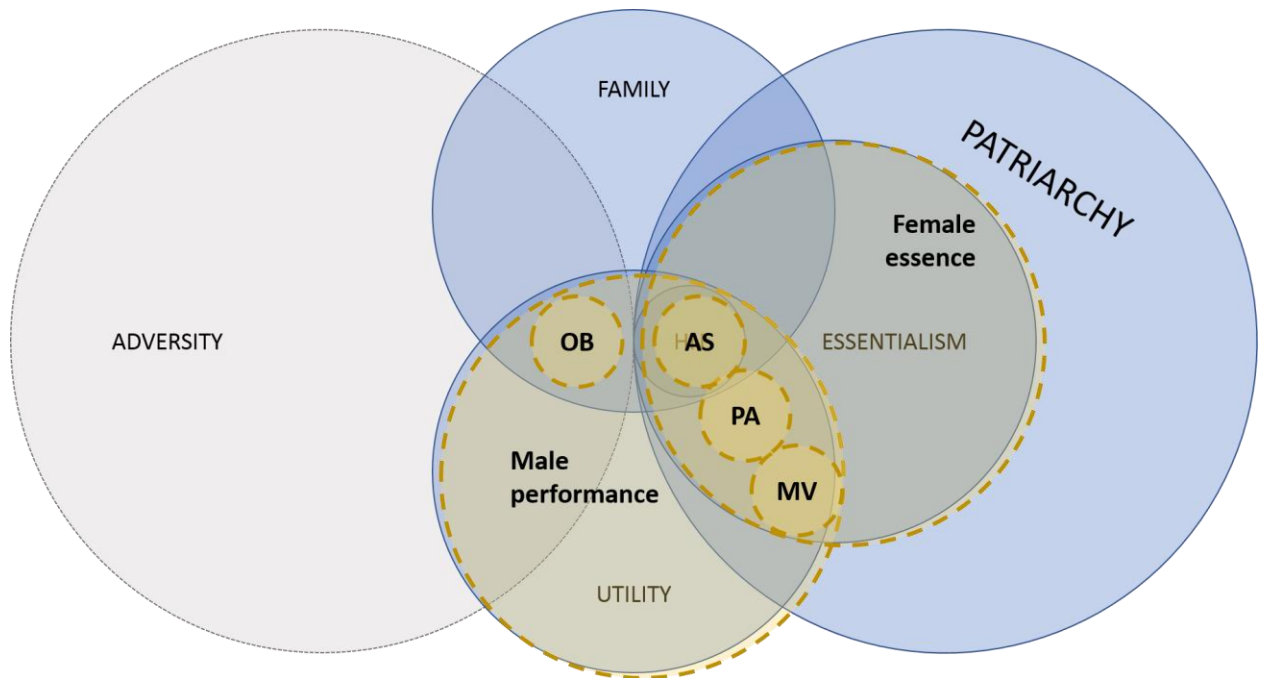 FAMILY
PATRIARCHY
Female
essence
ADVERSITY
OB
AS
ESSENTIALISM
PA
Male
performance
MV
UTILITY